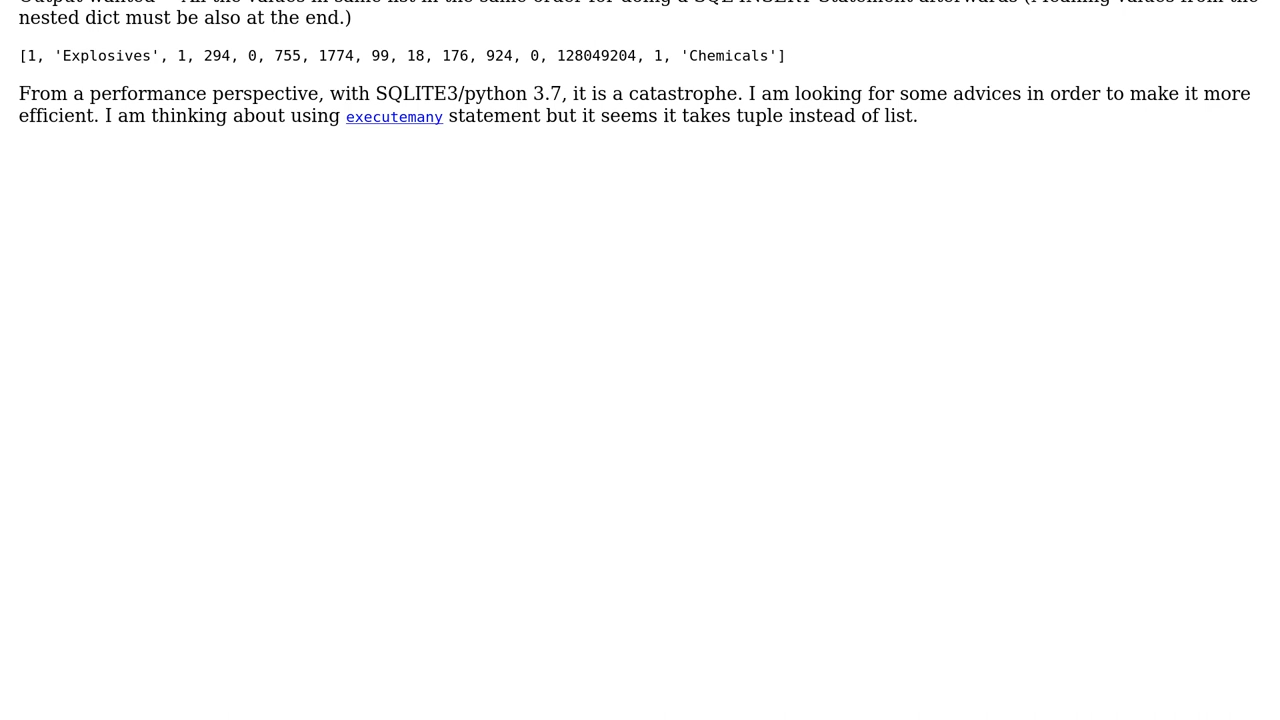 nested dict must be also at the end.)
[1, 'Explosives', 1, 294, 0, 755, 1774, 99, 18, 176, 924, 0, 128049204, 1, 'Chemicals']
From a performance perspective, with SQLITE3/python 3.7, it is a catastrophe. I am looking for some advices in order to make it more
efficient. I am thinking about using executemany statement but it seems it takes tuple instead of list.